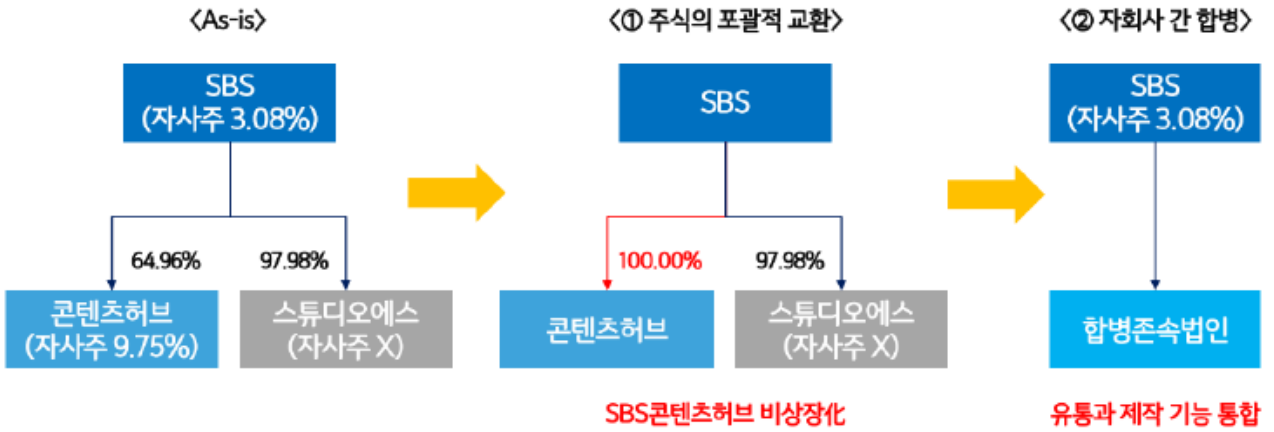 <As-is>
SBS
(자사주 3.08%)
64.96%
97.98%
콘텐츠허브
(자사주 9.75%)
스튜디오에스
(자사주 X)
<① 주식의 포괄적 교환>
SBS
100.00%
97.98%
콘텐츠허브
스튜디오에스
(자사주 X)
SBS콘텐츠허브 비상장化
<② 자회사 간 합병>
SBS
(자사주 3.08%)
합병존속법인
유통과 제작 기능 통합